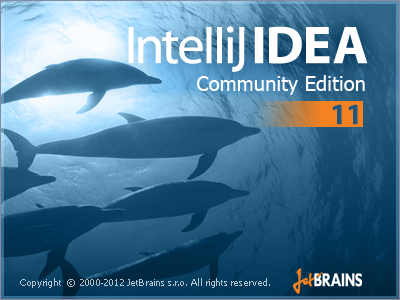 IntelliJ IDEA
Community Edition
11
Copyright © 2000-2012 JetBrains s.r.o. All rights reserved.
JetBRAINS